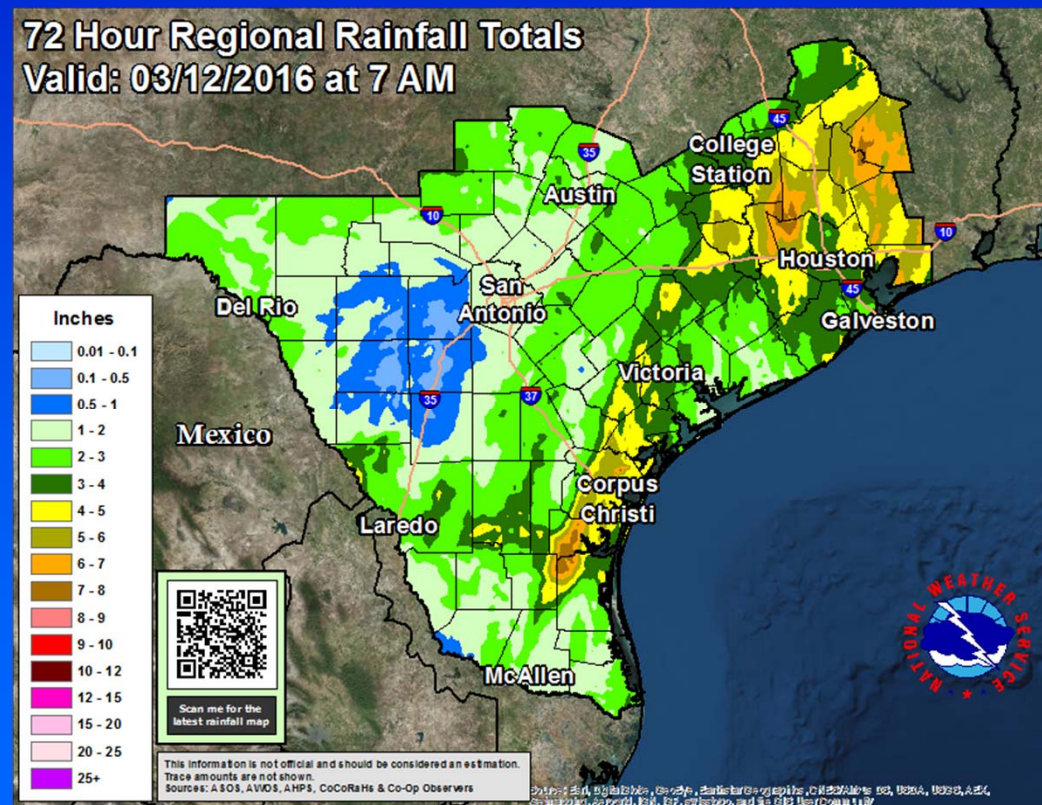 72 Hour Regional Rainfall Totals
Valid: 03/12/2016 at 7 AM
45
College
Station
35
Austin
10
10
Houston
San
Antonio
Del Rio
45
Galveston
Inches
0.01 - 0.1
0.1 - 0.5
0.5 - 1
1 - 2
2 - 3
3 - 4
4 - 5
5 - 6
6 - 7
7 - 8
8 - 9
9 - 10
10 - 12
12 - 15
15 - 20
20 - 25
25+
Victoria
35
37
Mexico
Corpus
Christi
Laredo
McAllen
NATIONAL WEATHER SERVICE
Scan me for the
latest rainfall map
This information is not official and should be considered an estimation.
Trace amounts are not shown.
Sources: ASOS, AWOS, AHPS, CoCoRaHs & Co-Op Observers